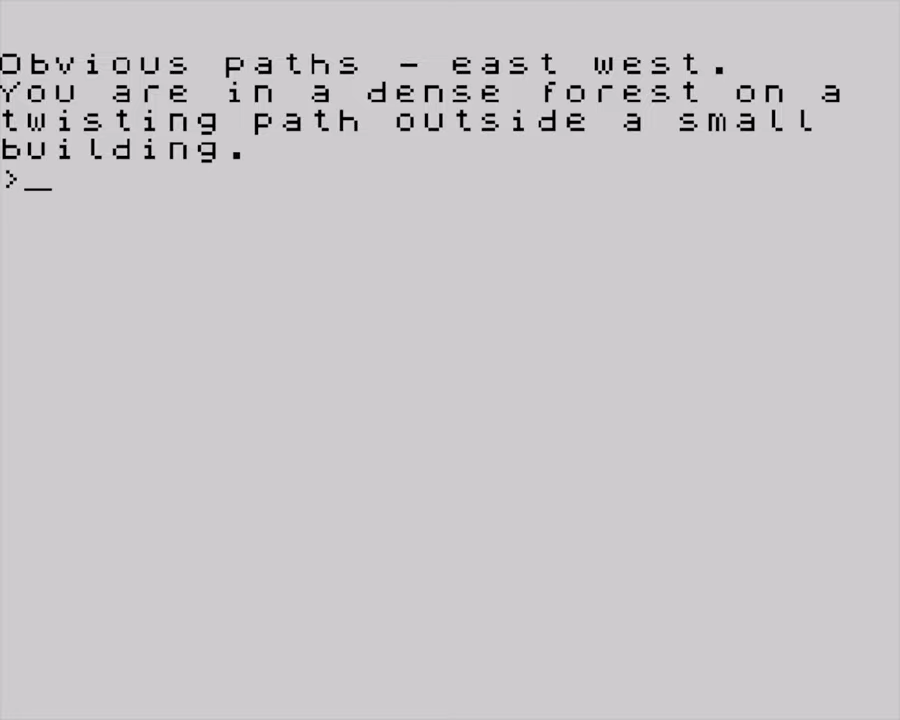 Obvious paths - east west.
You are in a dense forest on a
twisting path outside a small
building.
>_